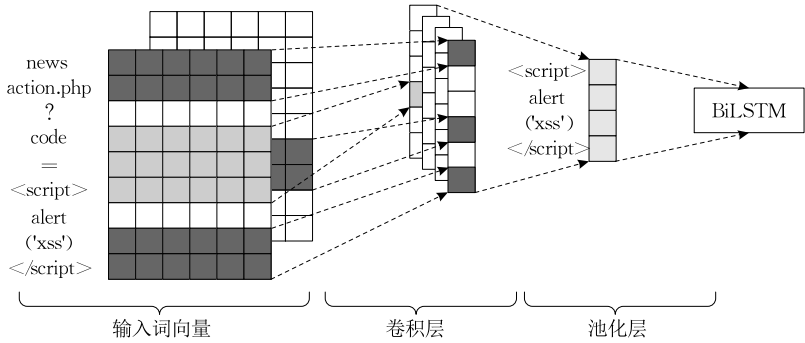 news
action.php
?
code
=
<script>
alert
('xss')
</script>
<script>
alert
('xss')
</script>
BiLSTM
输入词向量
卷积层
池化层